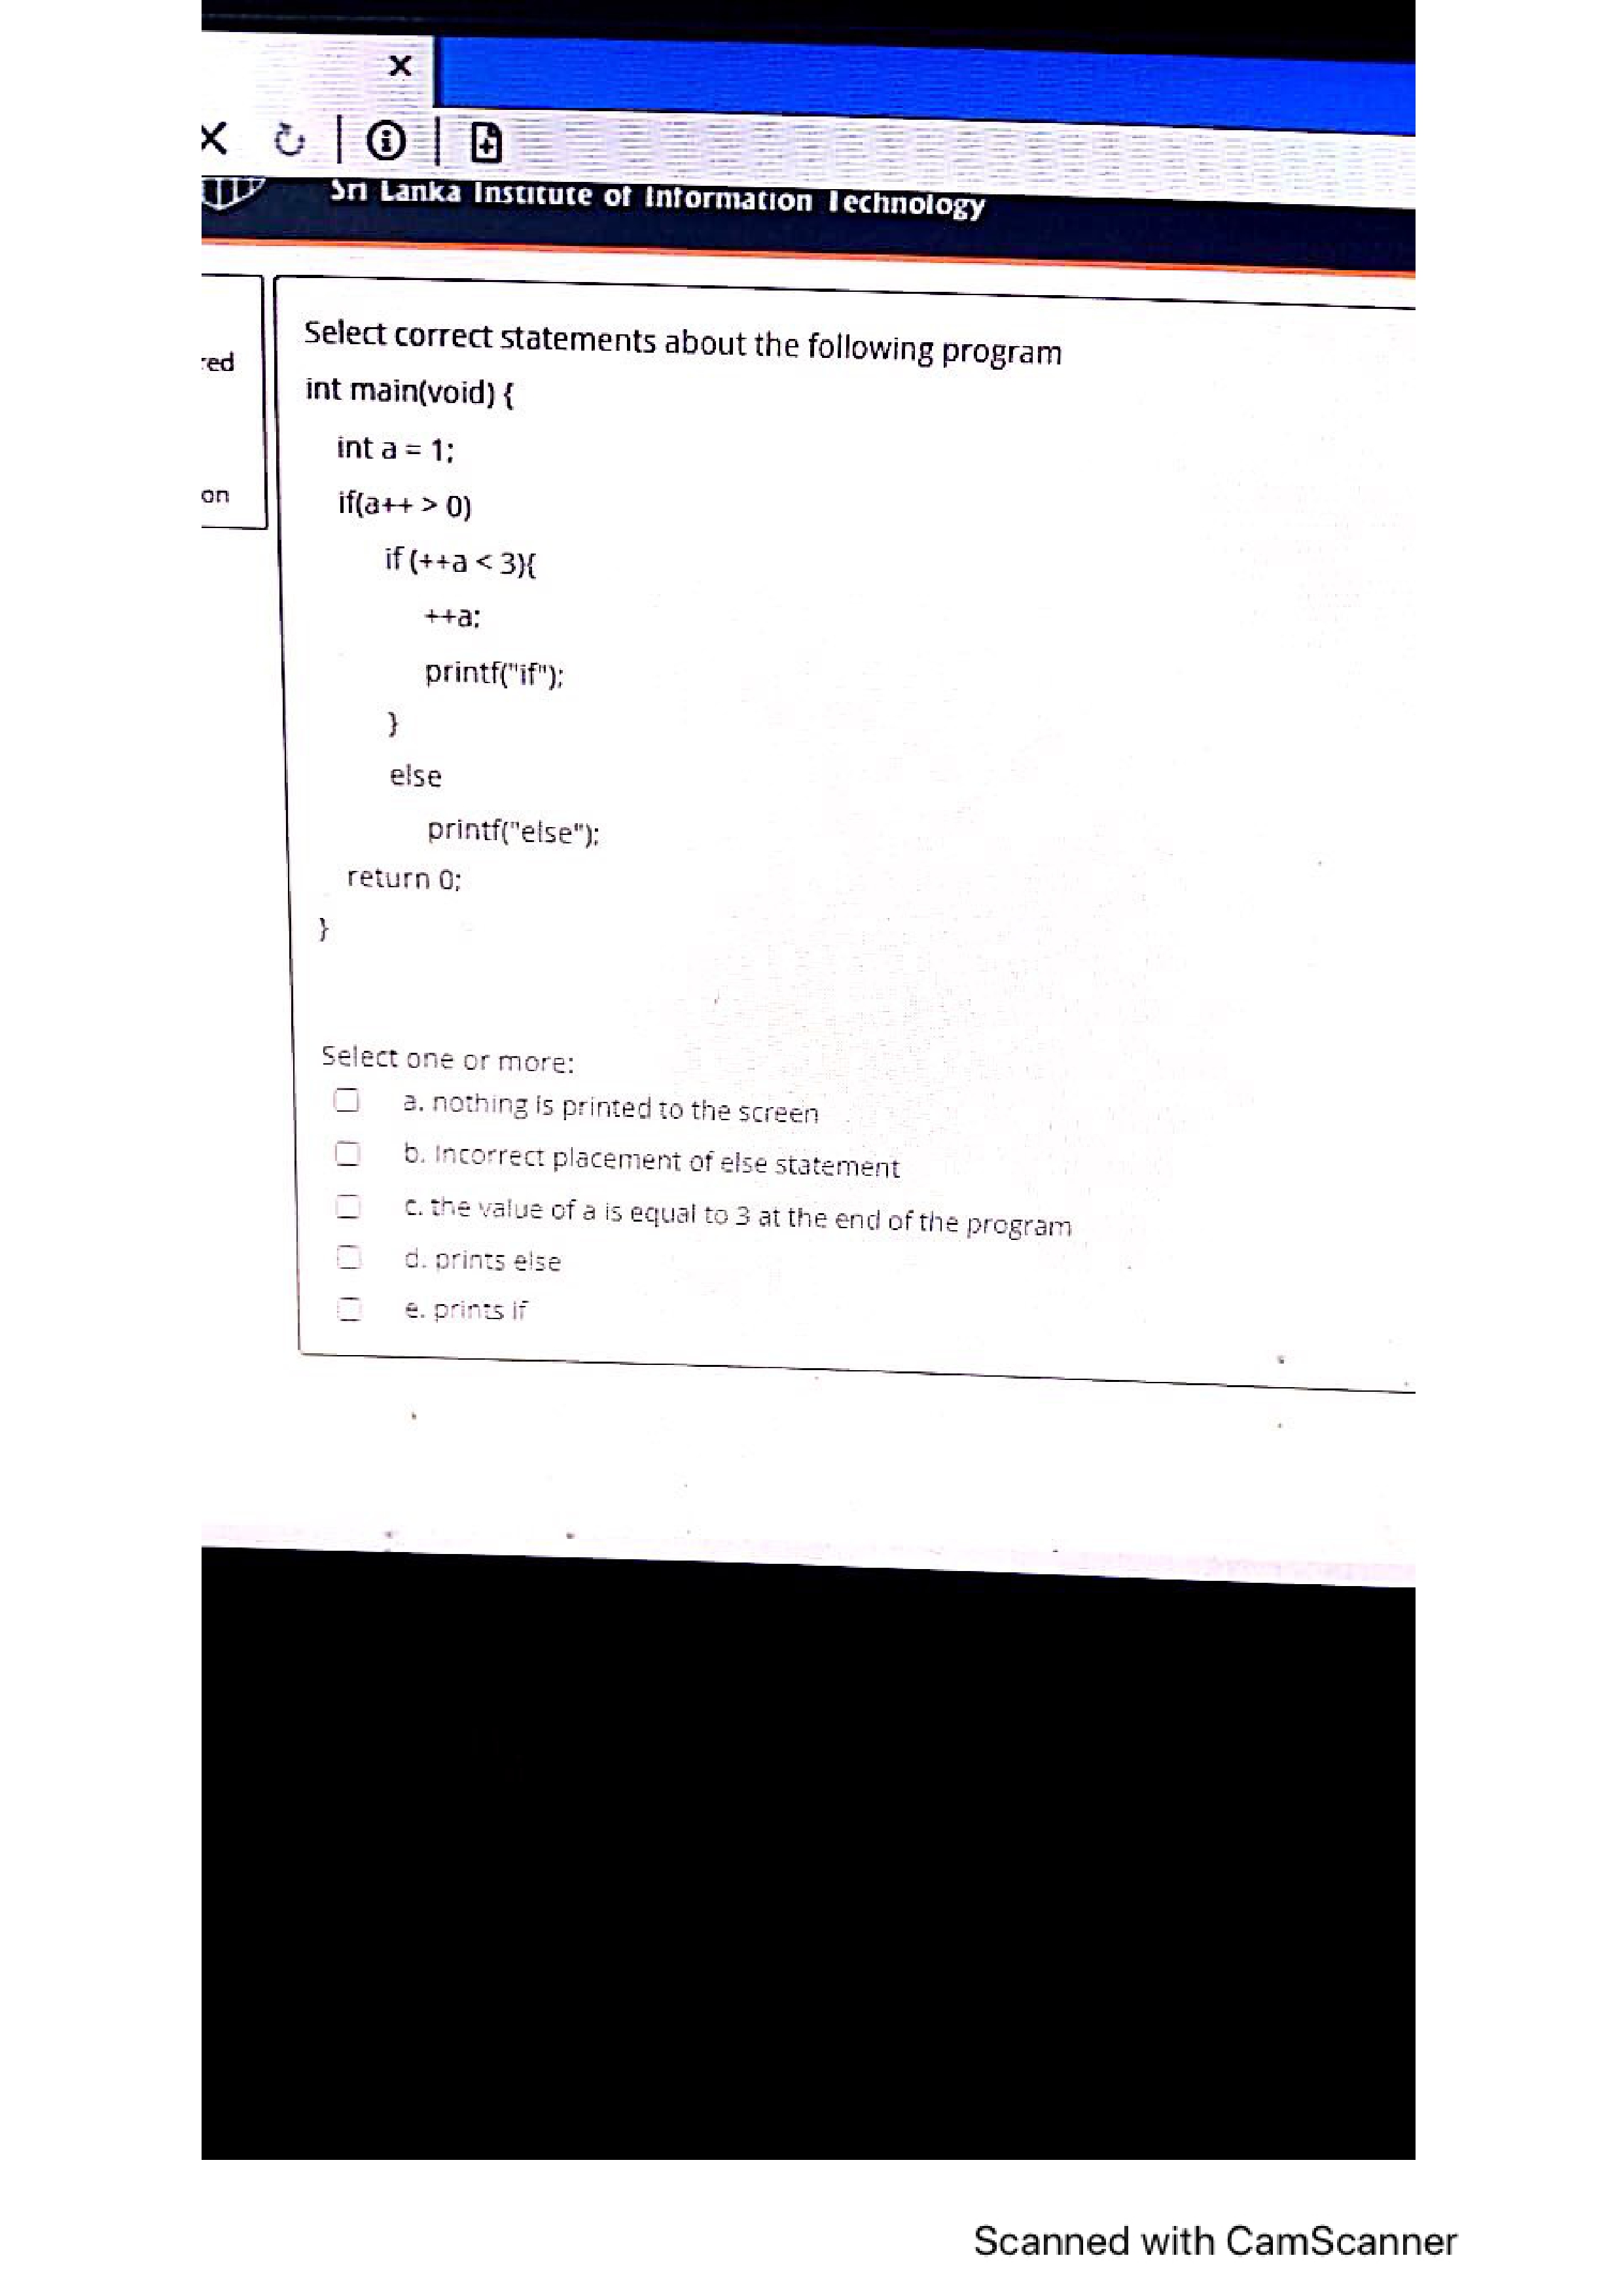 Sri Lanka Institute of Information Technology
red
on
Select correct statements about the following program
int main(void) {
int a = 1;
if(a++ > 0)
if (++a < 3){
++a;
printf("if");
}
else
printf("else");
return 0;
}
Select one or more:
a. nothing is printed to the screen
b. Incorrect placement of else statement
c. the value of a is equal to 3 at the end of the program
d. prints else
e. prints if
Scanned with CamScanner